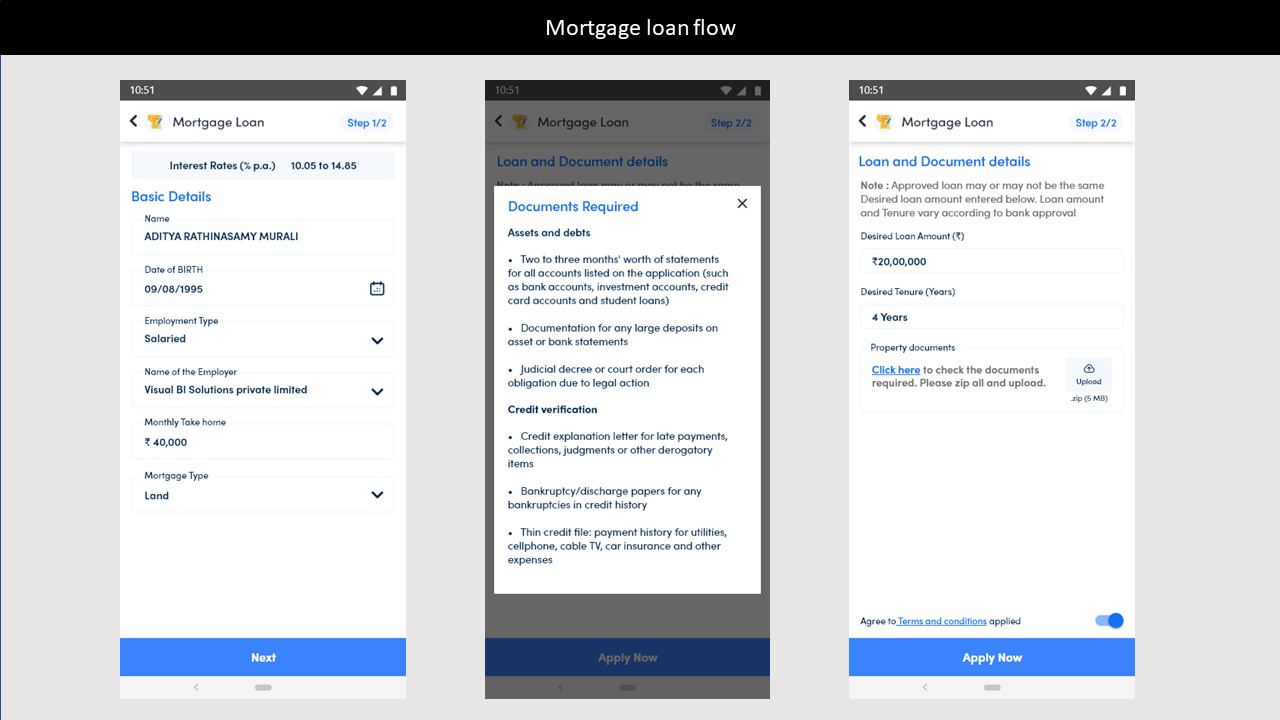 Mortgage loan flow
10:51
Mortgage Loan
Step 1/2
Interest Rates (% p.a.) 10.05 to 14.85
Basic Details
Name
ADITYA RATHINASAMY MURALI
Date of BIRTH
09/08/1995
Employment Type
Salaried
Name of the Employer
Visual BI Solutions private limited
Monthly Take home
₹ 40,000
Mortgage Type
Land
Next
10:51
Mortgage Loan
Step 2/2
Loan and Document details
Note : Approved loan may or may not be the same
Documents Required
Assets and debts
• Two to three months' worth of statements
for all accounts listed on the application (such
as bank accounts, investment accounts, credit
card accounts and student loans)
• Documentation for any large deposits on
asset or bank statements
• Judicial decree or court order for each
obligation due to legal action
Credit verification
• Credit explanation letter for late payments,
collections, judgments or other derogatory
items
• Bankruptcy/discharge papers for any
bankruptcies in credit history
• Thin credit file: payment history for utilities,
cellphone, cable TV, car insurance and other
expenses
Apply Now
10:51
Mortgage Loan
Step 2/2
Loan and Document details
Note : Approved loan may or may not be the same
Desired loan amount entered below. Loan amount
and Tenure vary according to bank approval
Desired Loan Amount (₹)
₹20,00,000
Desired Tenure (Years)
4 Years
Property documents
Click here to check the documents
required. Please zip all and upload.
Upload
.zip (5 MB)
Agree to Terms and conditions applied
Apply Now